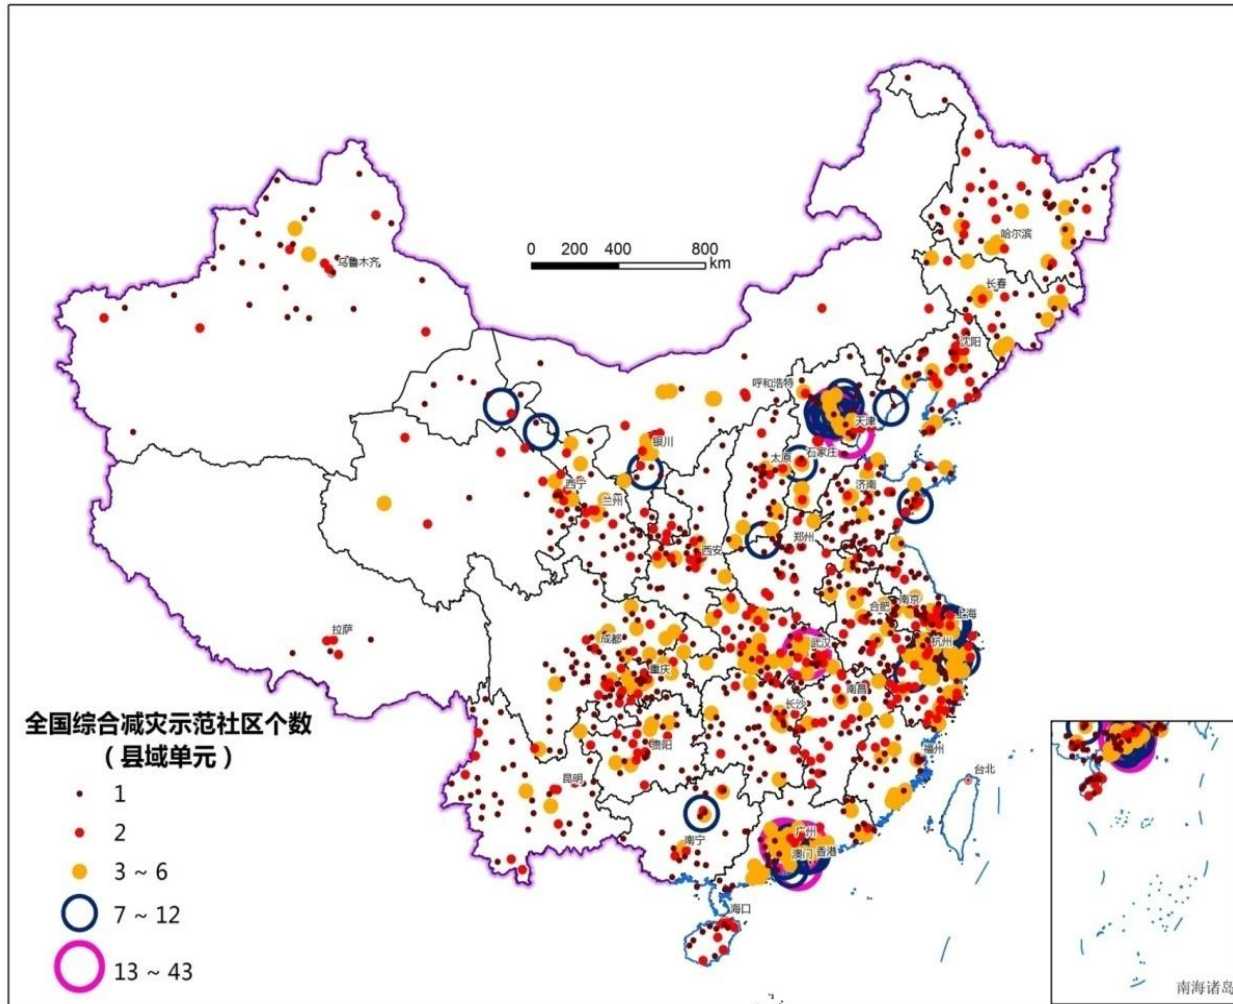 哈尔滨
乌鲁木齐
0 200 400 800
km
长春
沈阳
呼和浩特
天津
银川
太原
石家庄
西宁
济南
兰州
郑州
西安
南京
合肥
上海
拉萨
成都
武汉
杭州
重庆
南昌
长沙
全国综合减灾示范社区个数
（县域单元）
贵阳
福州
台北
昆明
1
2
广州
南宁
澳门
香港
3 ~ 6
海口
7 ~ 12
13 ~ 43
南海诸岛